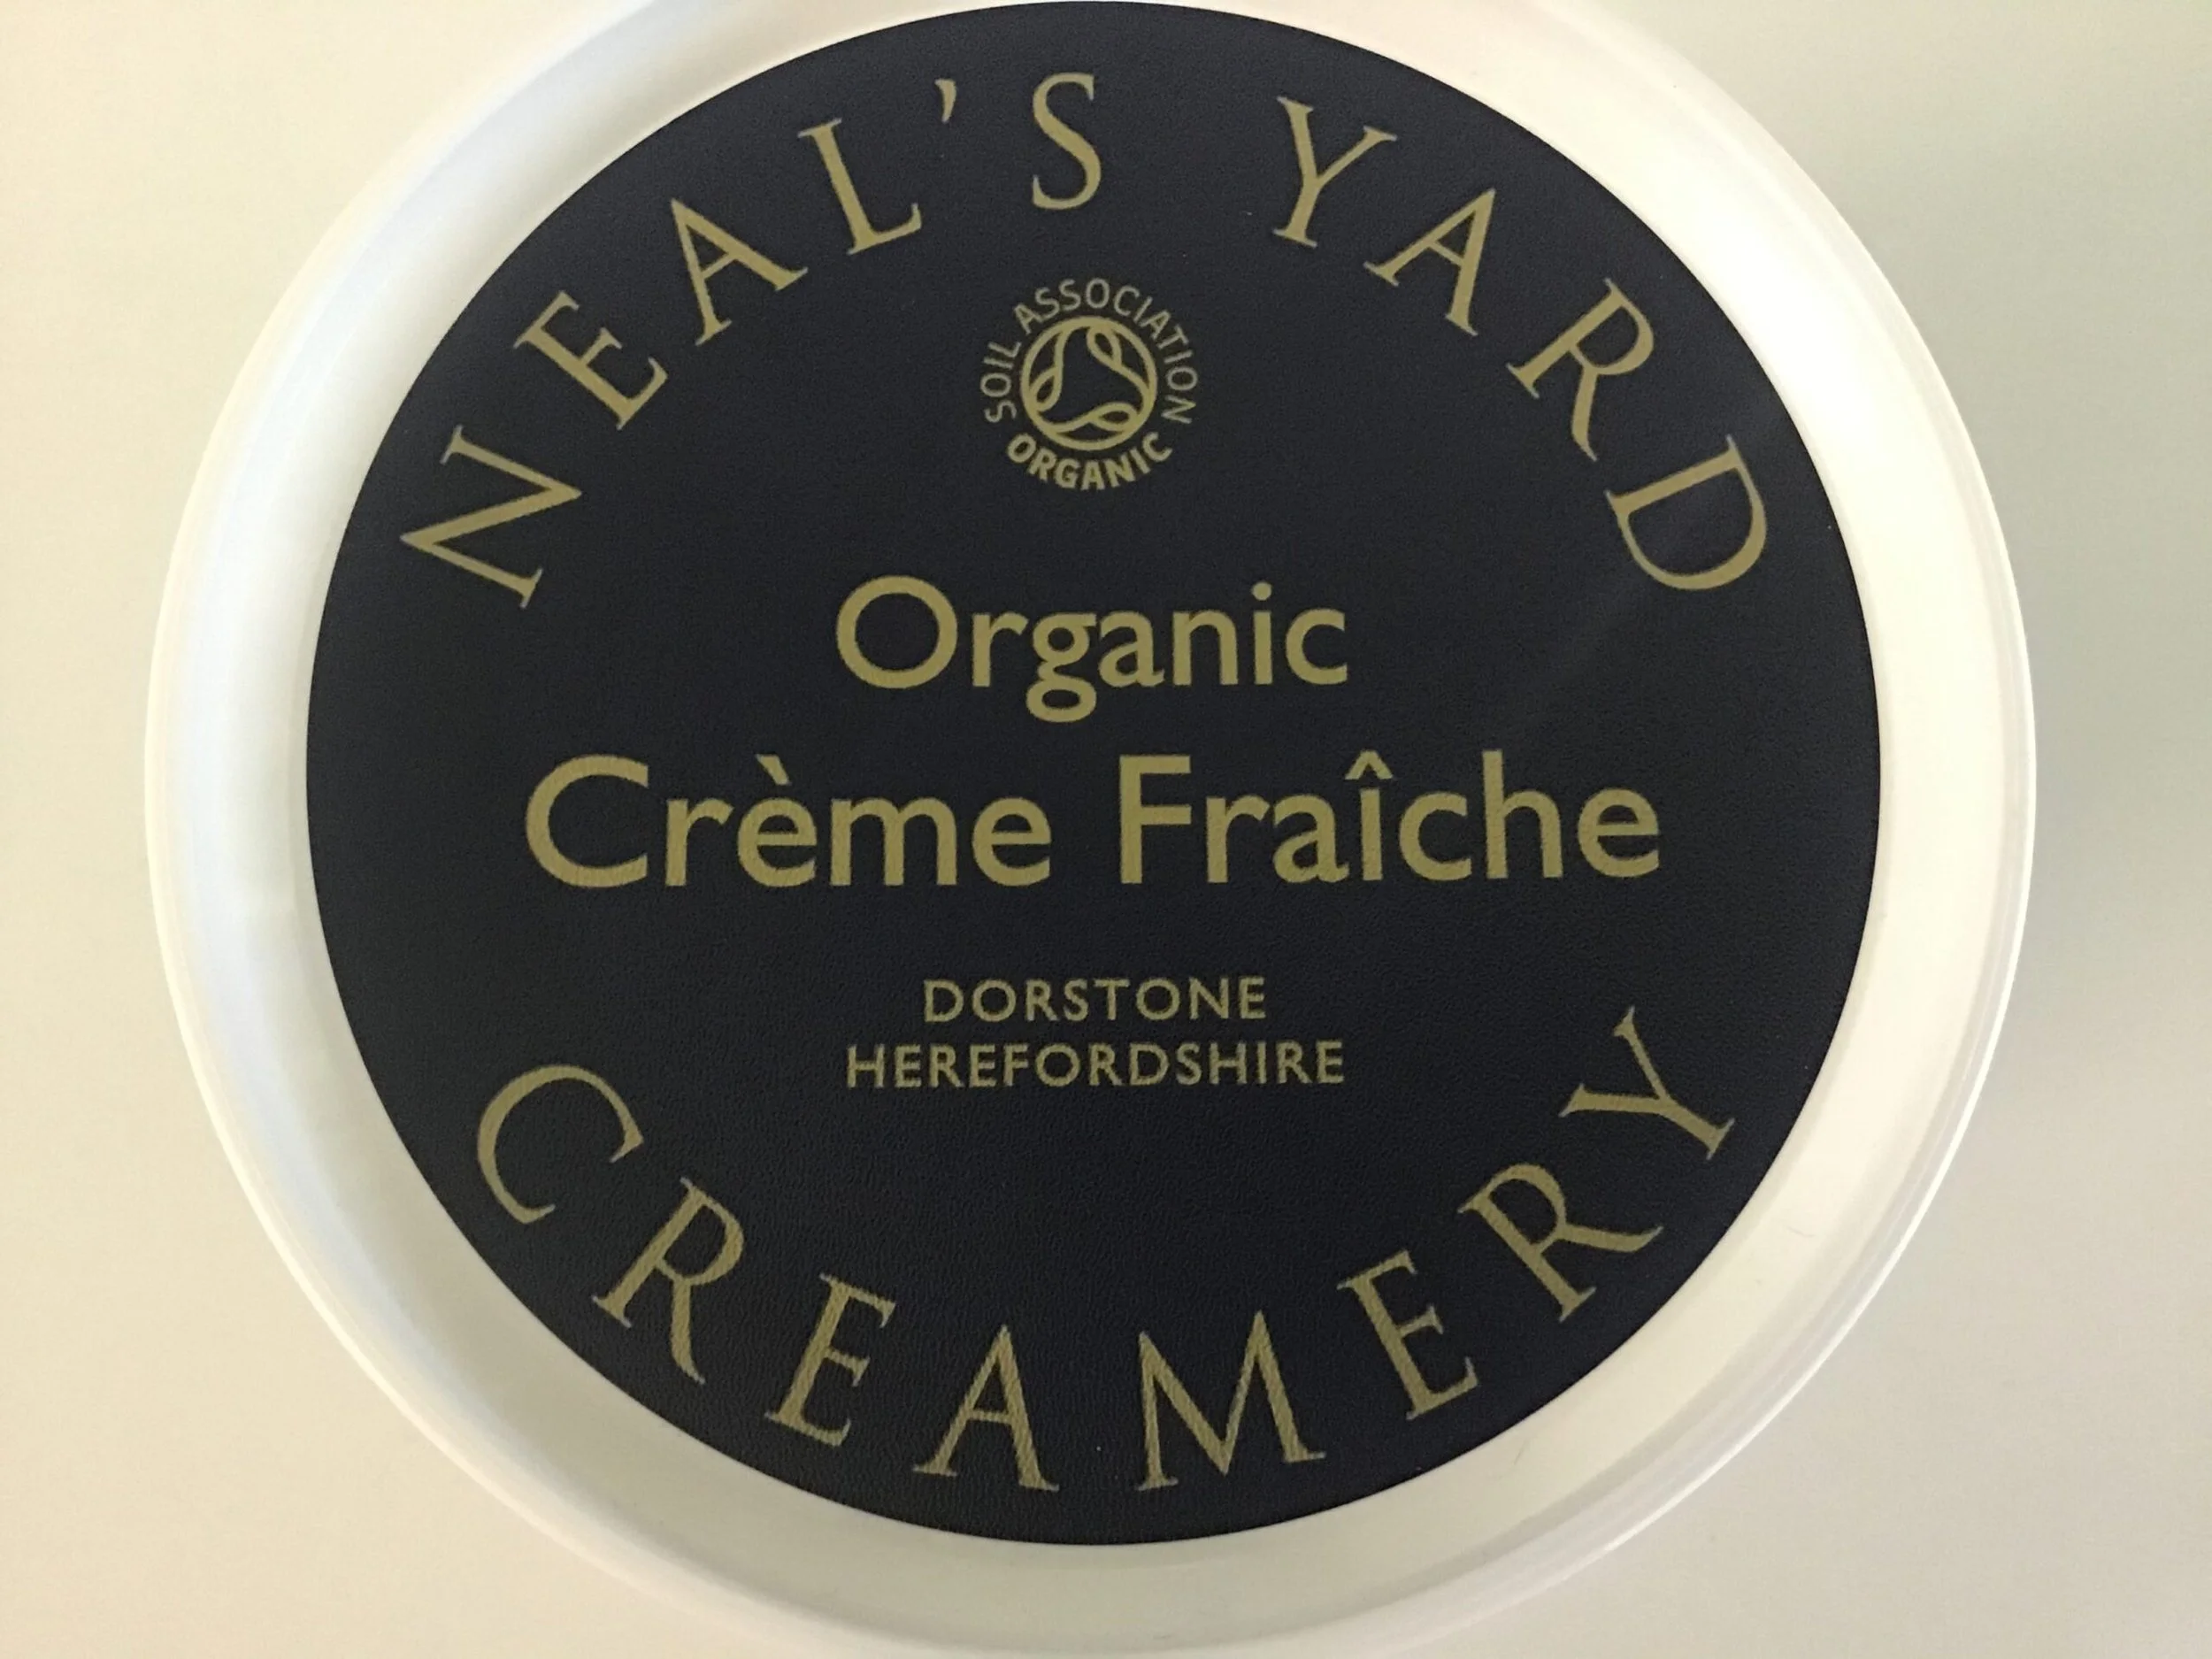 NEAL'S YARD
SOIL ASSOCIATION
ORGANIC
Organic
Crème Fraîche
DORSTONE
HEREFORDSHIRE
CREAMERY